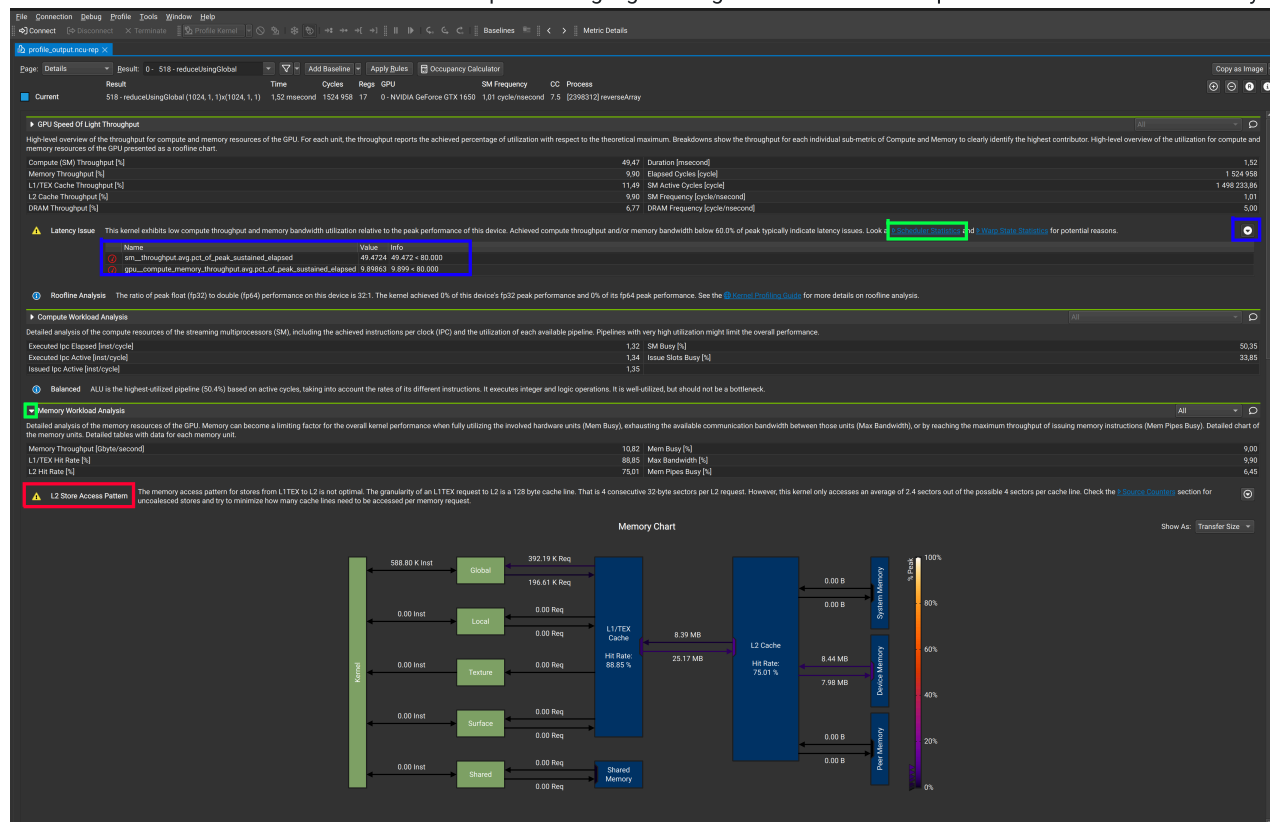 File Connection Debug Profile Tools Window Help
Connect Disconnect Terminate Profile Kernel Baselines Metric Details
profile_output.ncu-rep
Page: Details Result: 0 - 518 - reduceUsingGlobal Add Baseline Apply Rules Occupancy Calculator Copy as Image
Result Time Cycles Regs GPU SM Frequency CC Process
Current 518 - reduceUsingGlobal (1024, 1, 1)x(1024, 1, 1) 1,52 msecond 1 524 958 17 0 - NVIDIA GeForce GTX 1650 1,01 cycle/nsecond 7.5 [2398312] reverseArray
GPU Speed Of Light Throughput All
High-level overview of the throughput for compute and memory resources of the GPU. For each unit, the throughput reports the achieved percentage of utilization with respect to the theoretical maximum. Breakdowns show the throughput for each individual sub-metric of Compute and Memory to clearly identify the highest contributor. High-level overview of the utilization for compute and
memory resources of the GPU presented as a roofline chart.
Compute (SM) Throughput [%] 49,47 Duration [msecond] 1,52
Memory Throughput [%] 9,90 Elapsed Cycles [cycle] 1 524 958
L1/TEX Cache Throughput [%] 11,49 SM Active Cycles [cycle] 1 498 233,86
L2 Cache Throughput [%] 9,90 SM Frequency [cycle/nsecond] 1,01
DRAM Throughput [%] 6,77 DRAM Frequency [cycle/nsecond] 5,00
Latency Issue This kernel exhibits low compute throughput and memory bandwidth utilization relative to the peak performance of this device. Achieved compute throughput and/or memory bandwidth below 60.0% of peak typically indicate latency issues. Look Scheduler Statistics and Warp State Statistics for potential reasons.
Name Value Info
sm__throughput.avg.pct_of_peak_sustained_elapsed 49.4724 49.472 < 80.000
gpu__compute_memory_throughput.avg.pct_of_peak_sustained_elapsed 9.89863 9.899 < 80.000
Roofline Analysis The ratio of peak float (fp32) to double (fp64) performance on this device is 32:1. The kernel achieved 0% of this device's fp32 peak performance and 0% of its fp64 peak performance. See the Kernel Profiling Guide for more details on roofline analysis.
Compute Workload Analysis All
Detailed analysis of the compute resources of the streaming multiprocessors (SM), including the achieved instructions per clock (IPC) and the utilization of each available pipeline. Pipelines with very high utilization might limit the overall performance.
Executed Ipc Elapsed [inst/cycle] 1,32 SM Busy [%] 50,35
Executed Ipc Active [inst/cycle] 1,34 Issue Slots Busy [%] 33,85
Issued Ipc Active [inst/cycle] 1,35
Balanced ALU is the highest-utilized pipeline (50.4%) based on active cycles, taking into account the rates of its different instructions. It executes integer and logic operations. It is well-utilized, but should not be a bottleneck.
Memory Workload Analysis All
Detailed analysis of the memory resources of the GPU. Memory can become a limiting factor for the overall kernel performance when fully utilizing the involved hardware units (Mem Busy), exhausting the available communication bandwidth between those units (Max Bandwidth), or by reaching the maximum throughput of issuing memory instructions (Mem Pipes Busy). Detailed chart of
the memory units. Detailed tables with data for each memory unit.
Memory Throughput [Gbyte/second] 10,82 Mem Busy [%] 9,00
L1/TEX Hit Rate [%] 88,85 Max Bandwidth [%] 9,90
L2 Hit Rate [%] 75,01 Mem Pipes Busy [%] 6,45
L2 Store Access Pattern The memory access pattern for stores from L1TEX to L2 is not optimal. The granularity of an L1TEX request to L2 is a 128 byte cache line. That is 4 consecutive 32-byte sectors per L2 request. However, this kernel only accesses an average of 2.4 sectors out of the possible 4 sectors per cache line. Check the Source Counters section for
uncoalesced stores and try to minimize how many cache lines need to be accessed per memory request.
Memory Chart Show As: Transfer Size
588.80 K Inst Global 392.19 K Req
196.61 K Req
0.00 Inst Local 0.00 Req
0.00 Req
0.00 Inst Texture 0.00 Req
0.00 Inst Surface 0.00 Req
0.00 Req
0.00 Inst Shared 0.00 Req
0.00 Req
Kernel
L1/TEX
Cache
Hit Rate:
88.85 %
Shared
Memory
8.39 MB
25.17 MB
L2 Cache
Hit Rate:
75.01 %
0.00 B
0.00 B
System Memory
8.44 MB
7.98 MB
Device Memory
0.00 B
0.00 B
Peer Memory
% Peak
100%
80%
60%
40%
20%
0%